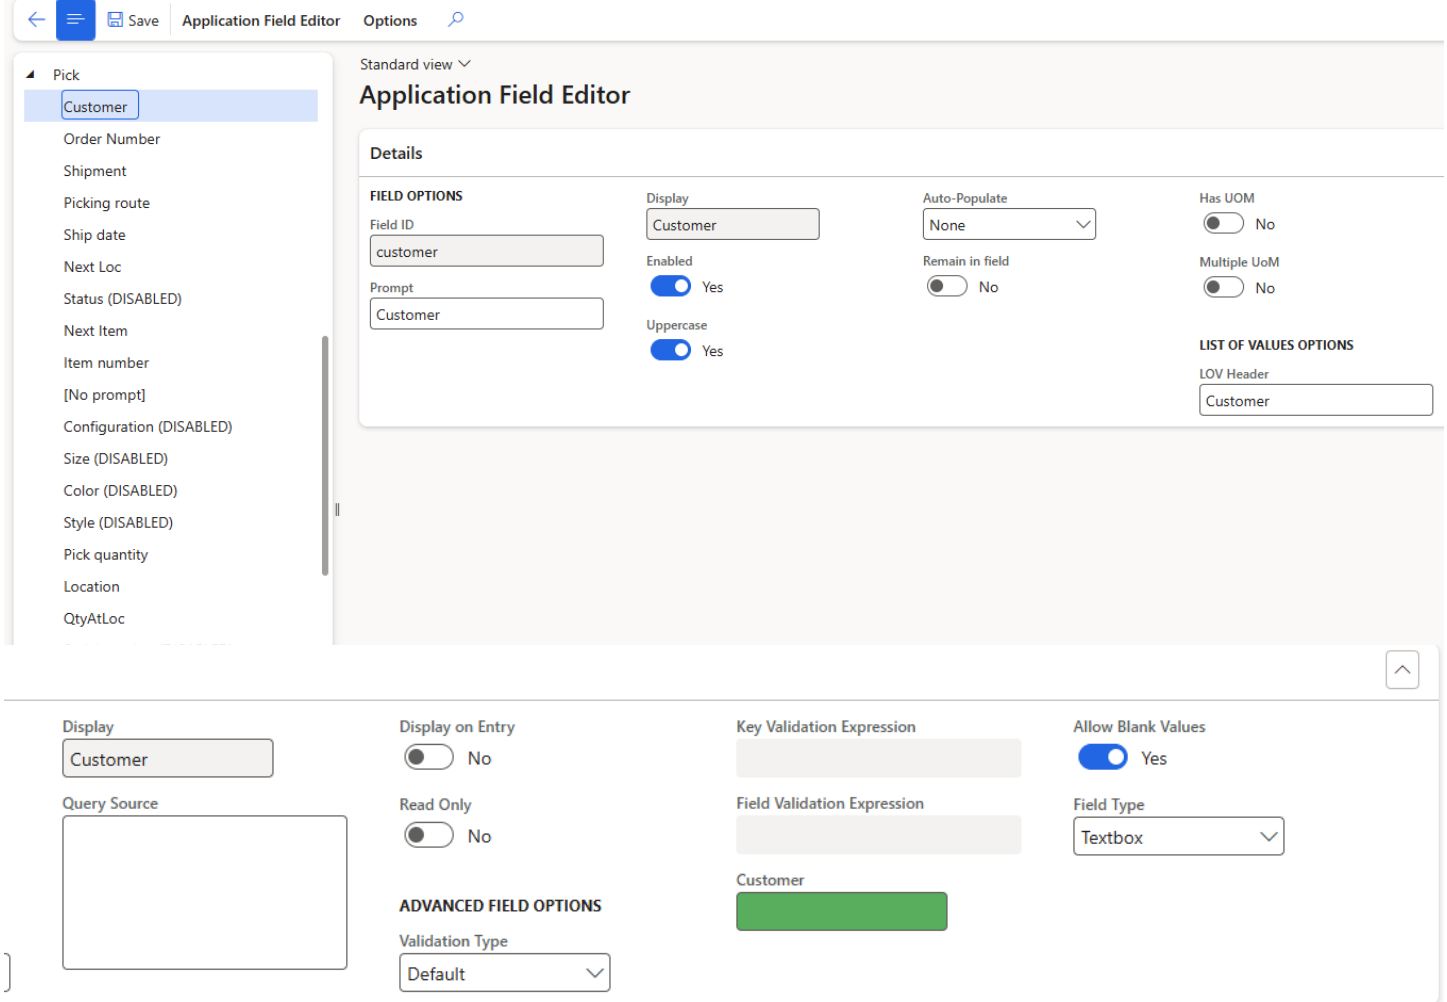 Save
Application Field Editor
Options
Pick
Customer
Order Number
Shipment
Picking route
Ship date
Next Loc
Status (DISABLED)
Next Item
Item number
[No prompt]
Configuration (DISABLED)
Size (DISABLED)
Color (DISABLED)
Style (DISABLED)
Pick quantity
Location
QtyAtLoc
Standard view
Application Field Editor
Details
FIELD OPTIONS
Field ID
customer
Prompt
Customer
Display
Customer
Enabled
Yes
Uppercase
Yes
Auto-Populate
None
Remain in field
No
Has UOM
No
Multiple UoM
No
LIST OF VALUES OPTIONS
LOV Header
Customer
Display
Customer
Query Source
Display on Entry
No
Read Only
No
ADVANCED FIELD OPTIONS
Validation Type
Default
Key Validation Expression
Field Validation Expression
Customer
Allow Blank Values
Yes
Field Type
Textbox